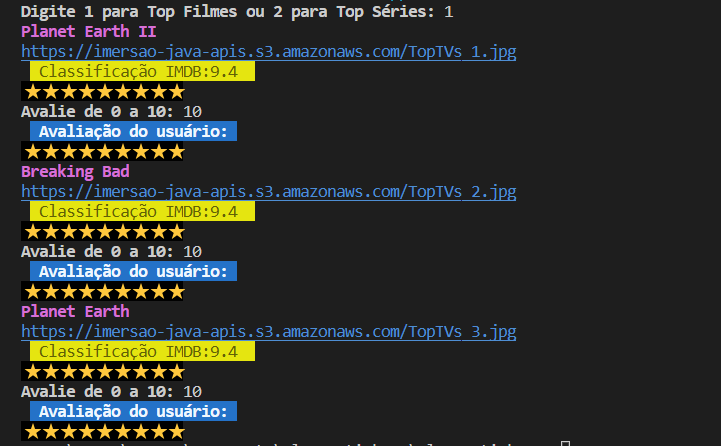 Digite 1 para Top Filmes ou 2 para Top Séries: 1
Planet Earth II
https://imersao-java-apis.s3.amazonaws.com/TopTVs_1.jpg
Classificação IMDB:9.4
★★★★★★★★★
Avalie de 0 a 10: 10
Avaliação do usuário:
★★★★★★★★★
Breaking Bad
https://imersao-java-apis.s3.amazonaws.com/TopTVs_2.jpg
Classificação IMDB:9.4
★★★★★★★★★
Avalie de 0 a 10: 10
Avaliação do usuário:
★★★★★★★★★
Planet Earth
https://imersao-java-apis.s3.amazonaws.com/TopTVs_3.jpg
Classificação IMDB:9.4
★★★★★★★★★
Avalie de 0 a 10: 10
Avaliação do usuário:
★★★★★★★★★